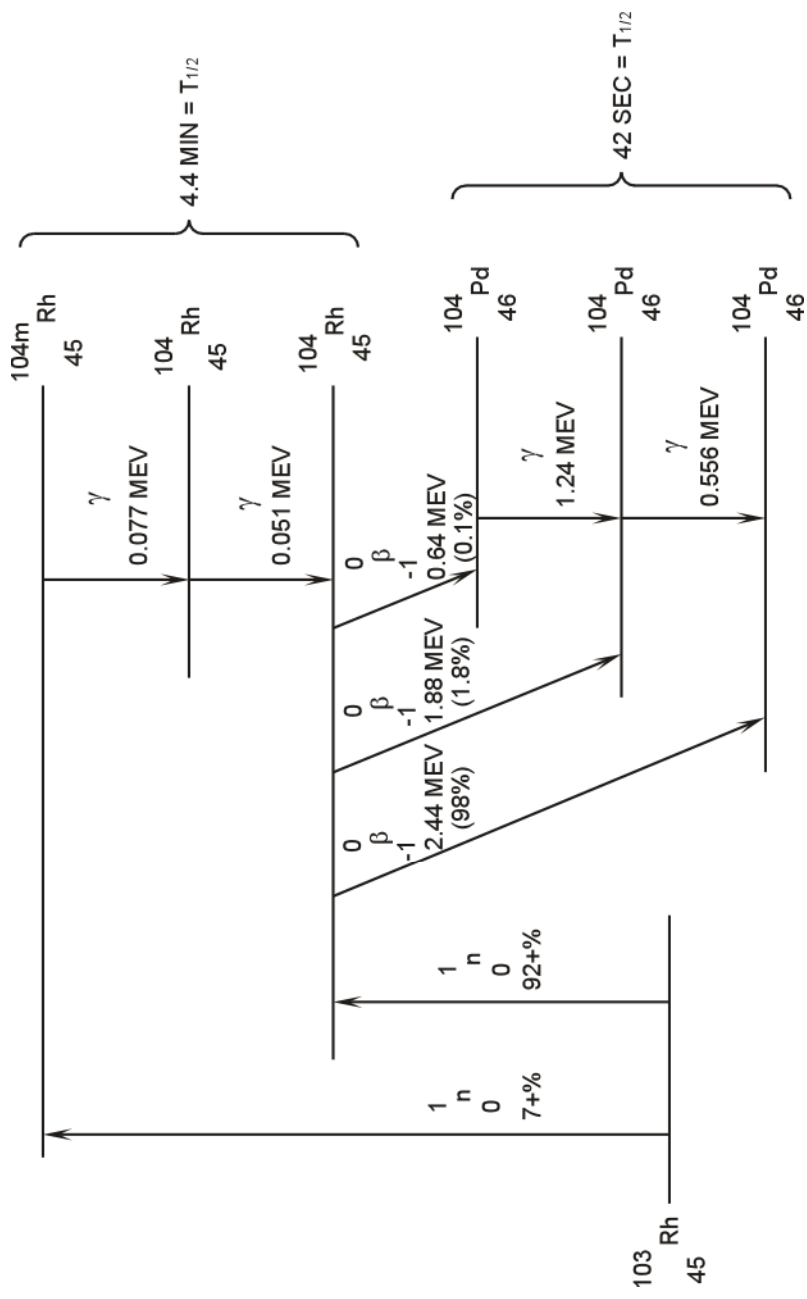 104m
Rh
45
γ
0.077 MEV
104
Rh
45
4.4 MIN = T1/2
γ
0.051 MEV
104
Rh
45
1
n
0
7+%
1
n
0
92+%
0
β
-1
2.44 MEV
(98%)
0
β
-1
1.88 MEV
(1.8%)
0
β
-1
0.64 MEV
(0.1%)
104
Pd
46
γ
1.24 MEV
104
Pd
46
42 SEC = T1/2
γ
0.556 MEV
103
Rh
45
104
Pd
46